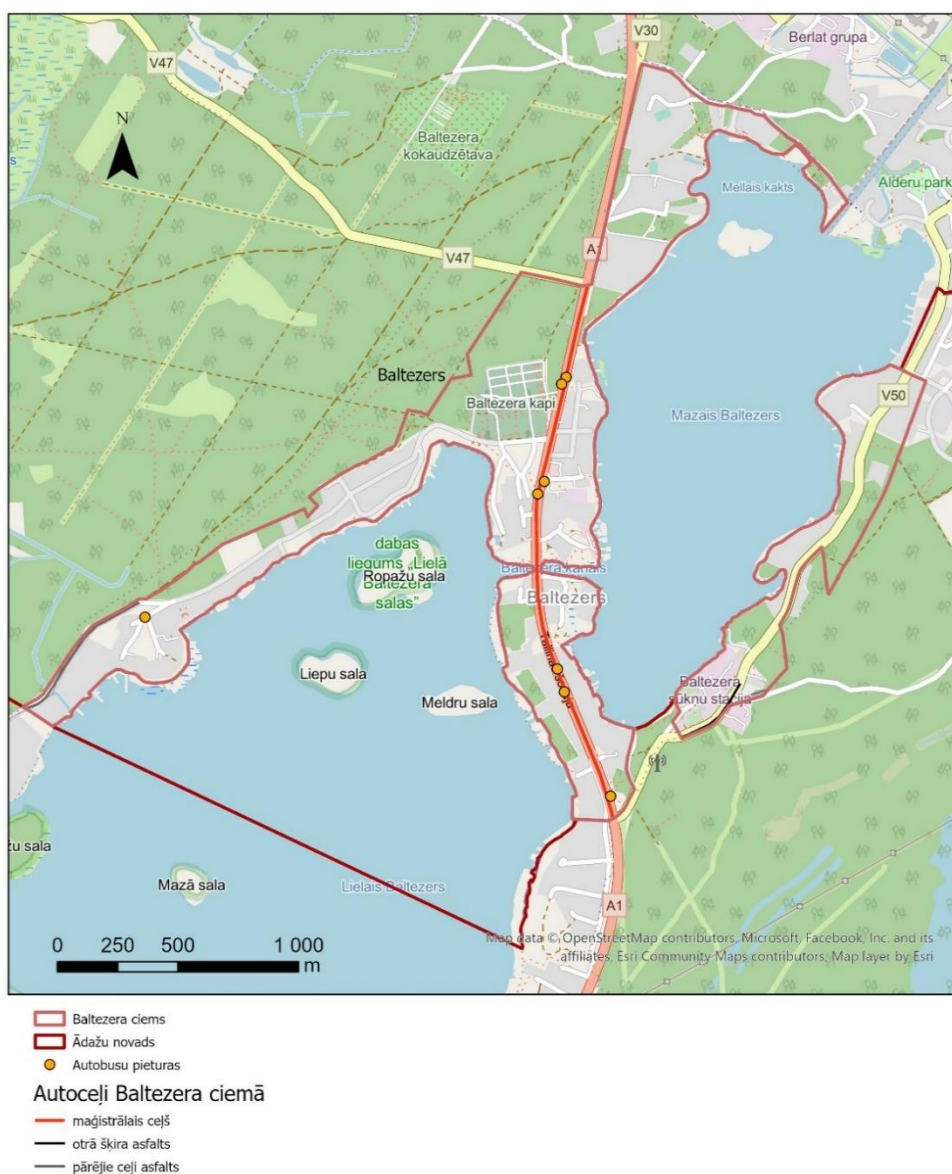 V30
Berlat grupa
V47
N
Baltezera
kokaudzētava
Mellais kakts
Alderu park
A1
V47
Baltezers
Baltezera kapi
Mazais Baltezers
V50
dabas
liegums „Lielā
Baltezera
salas"
Ropažu sala
Baltezera kanāls
Baltezers
Liepu sala
Meldru sala
Baltezera
sūkņu stacija
zu sala
Mazā sala
Lielais Baltezers
A1
0 250 500 1 000
m
Map data © OpenStreetMap contributors, Microsoft, Facebook, Inc. and its
affiliates, Esri Community Maps contributors, Map layer by Esri
Baltezera ciems
Ādažu novads
Autobusu pieturas
Autoceļi Baltezera ciemā
maģistrālais ceļš
otrā šķira asfalts
pārējie ceļi asfalts